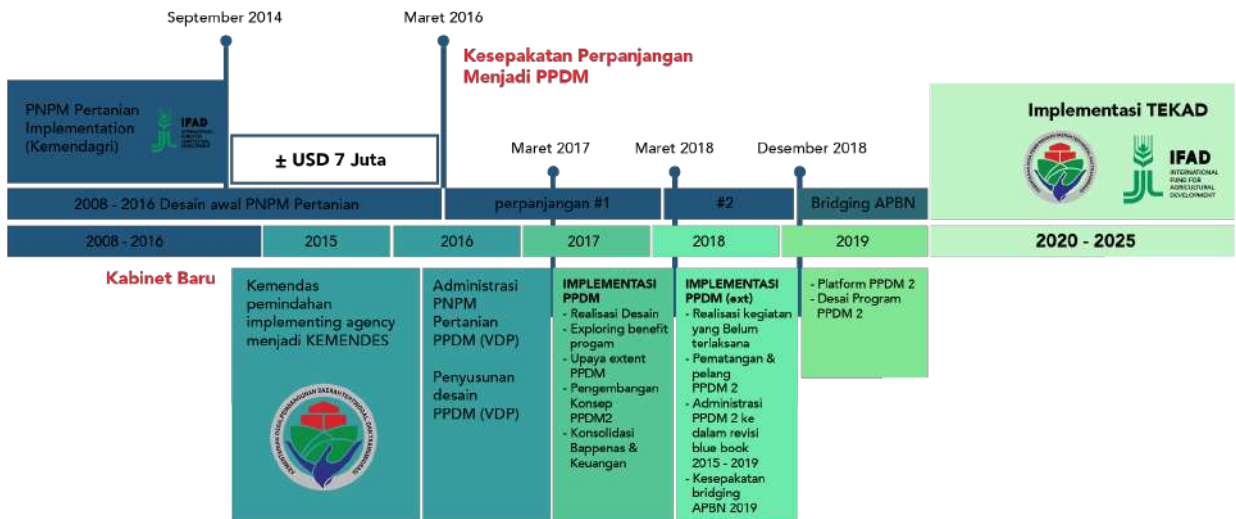 September 2014
Maret 2016
Kesepakatan Perpanjangan
Menjadi PPDM
PNPM Pertanian
Implementation
(Kemendagri)
IFAD
INTERNATIONAL
FUND FOR
AGRICULTURAL
DEVELOPMENT
± USD 7 Juta
Maret 2017
Maret 2018
Desember 2018
Implementasi TEKAD
IFAD
INTERNATIONAL
FUND FOR
AGRICULTURAL
DEVELOPMENT
2008 - 2016 Desain awal PNPM Pertanian
perpanjangan #1
#2
Bridging APBN
2008 - 2016
2015
2016
2017
2018
2019
2020 - 2025
Kabinet Baru
Kemendas
pemindahan
implementing agency
menjadi KEMENDES
Administrasi
PNPM
Pertanian
PPDM (VDP)
Penyusunan
desain
PPDM (VDP)
IMPLEMENTASI
PPDM
- Realisasi Desain
- Exploring benefit
progam
- Upaya extent
PPDM
- Pengembangan
Konsep
PPDM2
- Konsolidasi
Bappenas &
Keuangan
IMPLEMENTASI
PPDM (ext)
- Realisasi kegiatan
yang Belum
terlaksana
- Pematangan &
pelang
PPDM 2
- Administrasi
PPDM 2 ke
dalam revisi
blue book
2015 - 2019
- Kesepakatan
bridging
APBN 2019
- Platform PPDM 2
- Desai Program
PPDM 2